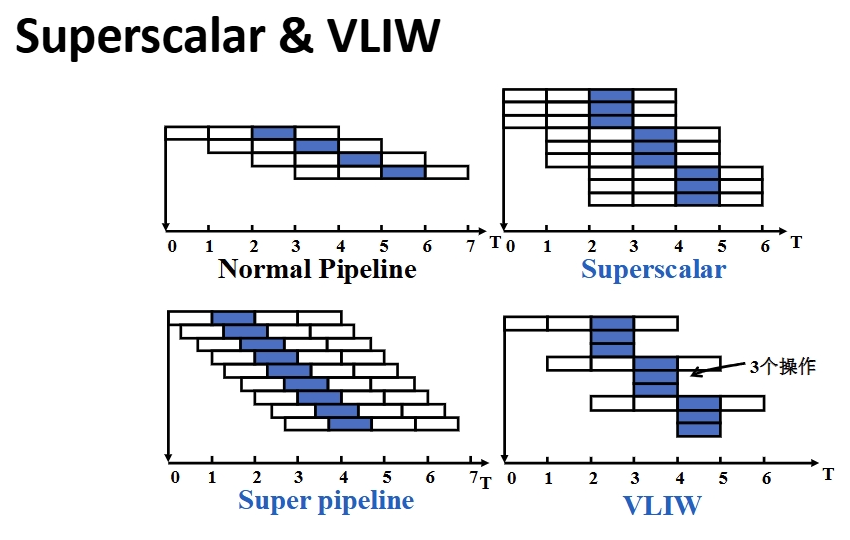 Superscalar & VLIW
0 1 2 3 4 5 6 7 T
Normal Pipeline
0 1 2 3 4 5 6 T
Superscalar
0 1 2 3 4 5 6 7 T
Super pipeline
3个操作
0 1 2 3 4 5 6 T
VLIW